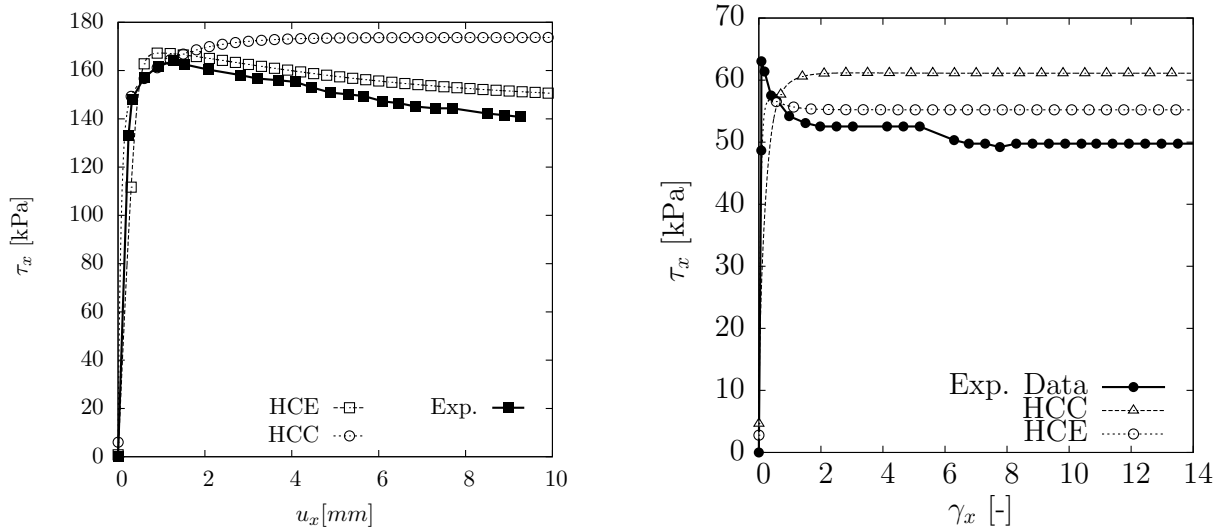 180
160
140
120
100
80
60
40
20
0
τx [kPa]
HCE
HCC
Exp.
0 2 4 6 8 10
ux[mm]
70
60
50
40
30
20
10
0
τx [kPa]
Exp. Data
HCC
HCE
0 2 4 6 8 10 12 14
γx [-]